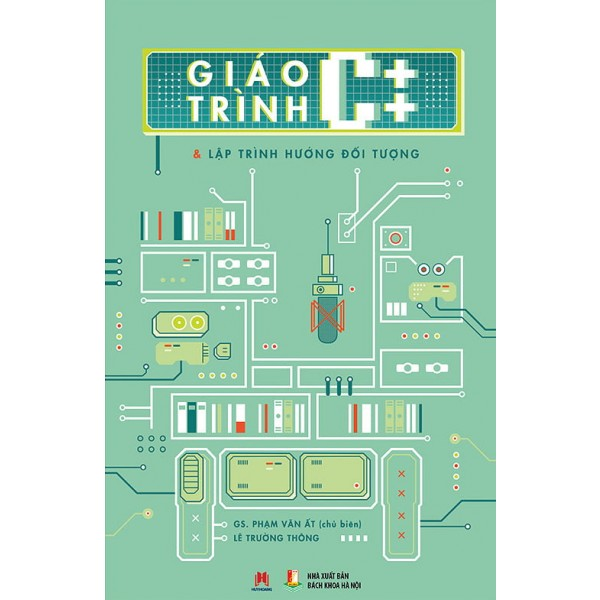 GIÁO
TRÌNH C++
& LẬP TRÌNH HƯỚNG ĐỐI TƯỢNG
GS. PHẠM VĂN ẤT (chủ biên)
LÊ TRƯỜNG THÔNG
HUYHOANG
NHÀ XUẤT BẢN
BÁCH KHOA HÀ NỘI